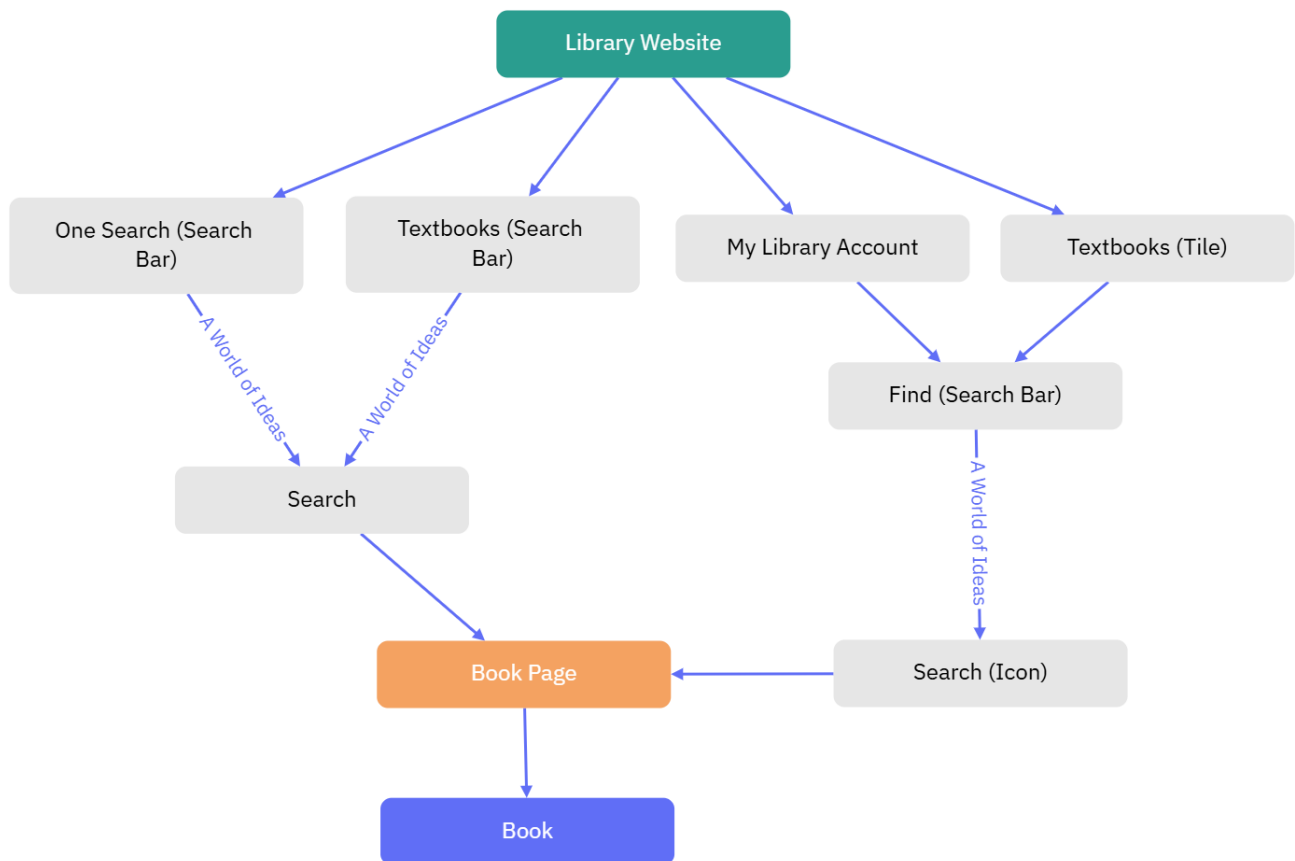 Library Website
One Search (Search
Bar)
Textbooks (Search
Bar)
My Library Account
Textbooks (Tile)
A World of Ideas
A World of Ideas
Find (Search Bar)
A World of Ideas
Search
Search (Icon)
Book Page
Book